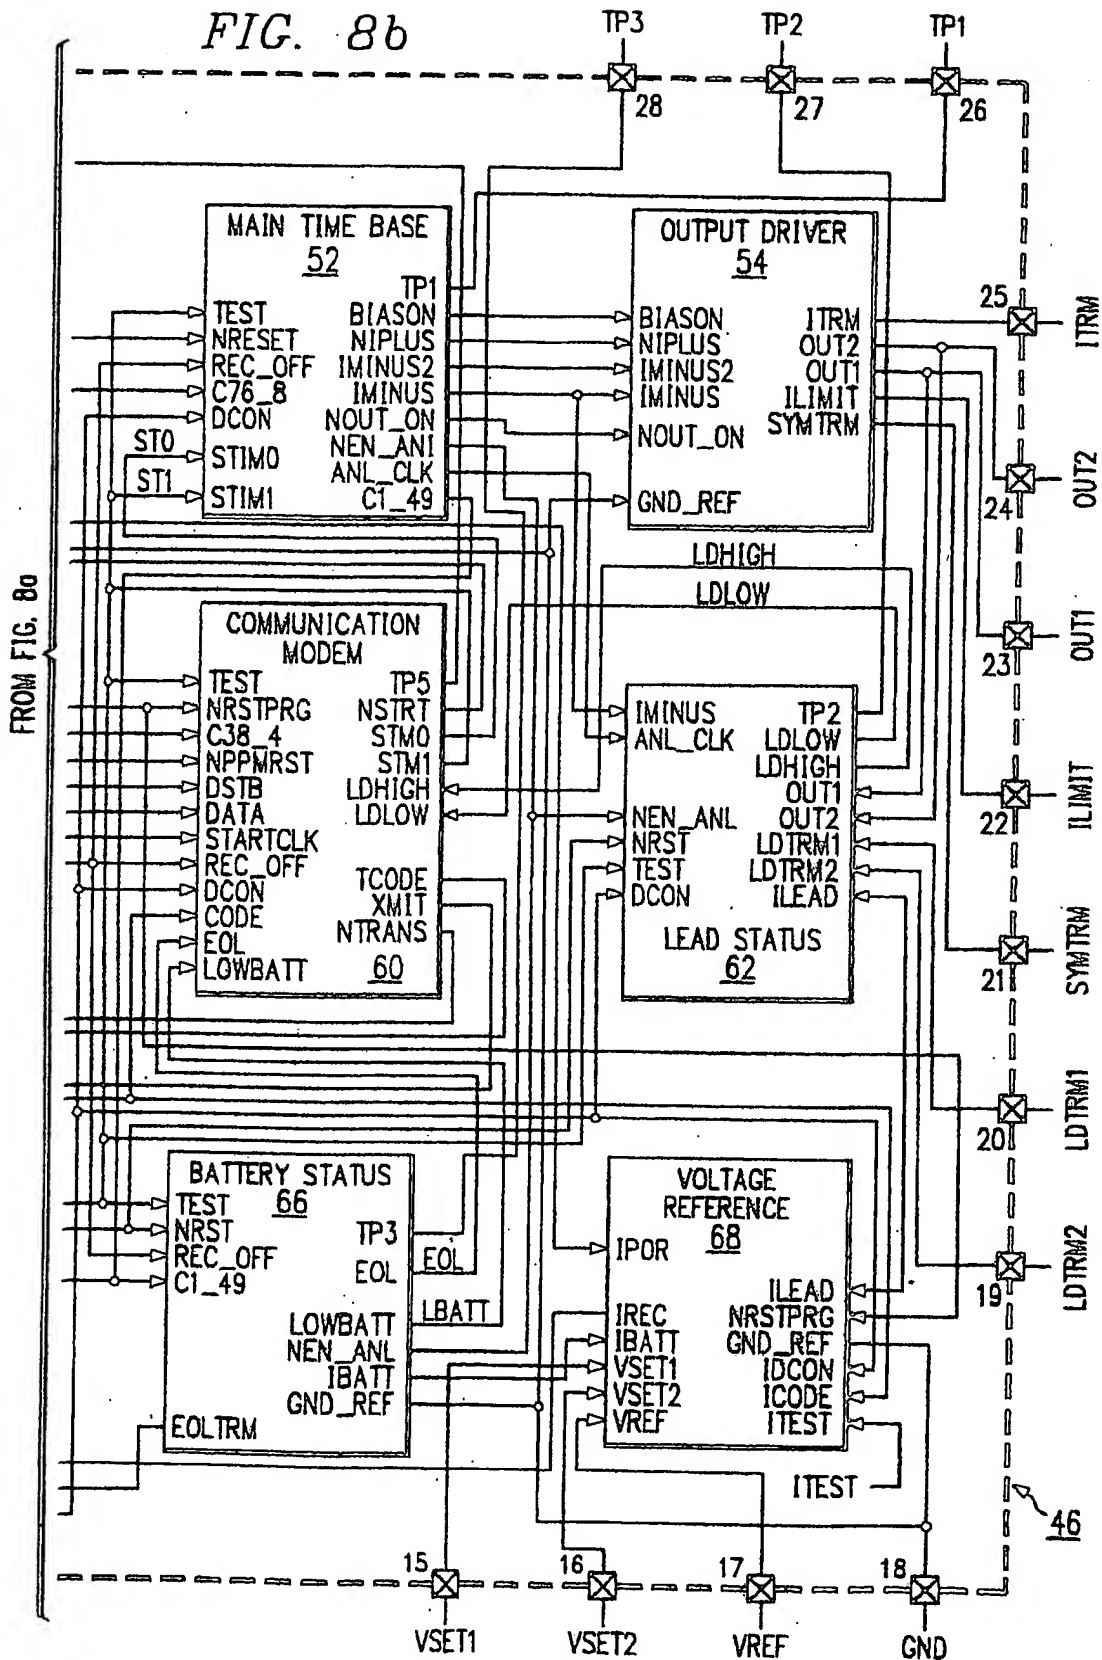 FIG. 8b
TP3
TP2
TP1
28
27
26
FROM FIG. 8a
MAIN TIME BASE
52
TP1
TEST
BIASON
NRESET
NIPLUS
REC_OFF
IMINUS2
C76_8
IMINUS
DCON
NOUT_ON
ST0
STIM0
NEN_ANI
ANL_CLK
ST1
STIM1
C1_49
OUTPUT DRIVER
54
BIASON
ITRM
NIPLUS
OUT2
IMINUS2
OUT1
IMINUS
ILIMIT
NOUT_ON
SYMTRM
GND_REF
25
ITRM
24
OUT2
23
OUT1
22
ILIMIT
21
SYMTRM
20
LDTRM1
19
LDTRM2
LDHIGH
LDLOW
COMMUNICATION
MODEM
TEST
TP5
NRSTPRG
NSTRT
C38_4
STM0
NPPMRST
STM1
DSTB
LDHIGH
DATA
LDLOW
STARTCLK
REC_OFF
DCON
TCODE
CODE
XMIT
EOL
NTRANS
LOWBATT
60
IMINUS
TP2
ANL_CLK
LDLOW
LDHIGH
OUT1
NEN_ANL
OUT2
NRST
LDTRM1
TEST
LDTRM2
DCON
ILEAD
LEAD STATUS
62
BATTERY STATUS
66
TEST
NRST
TP3
REC_OFF
EOL
EOL
C1_49
LOWBATT
LBATT
NEN_ANL
IBATT
GND_REF
EOLTRM
VOLTAGE
REFERENCE
68
IPOR
ILEAD
IREC
NRSTPRG
IBATT
GND_REF
VSET1
IDCON
VSET2
ICODE
VREF
ITEST
ITEST
46
15
16
17
18
VSET1
VSET2
VREF
GND